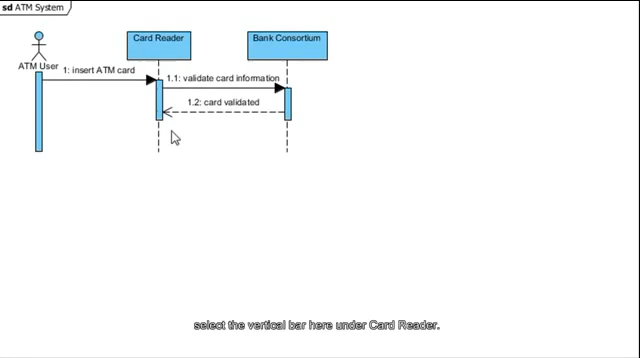 sd ATM System
Card Reader
Bank Consortium
ATM User
1: insert ATM card
1.1: validate card information
1.2: card validated
select the vertical bar here under Card Reader.